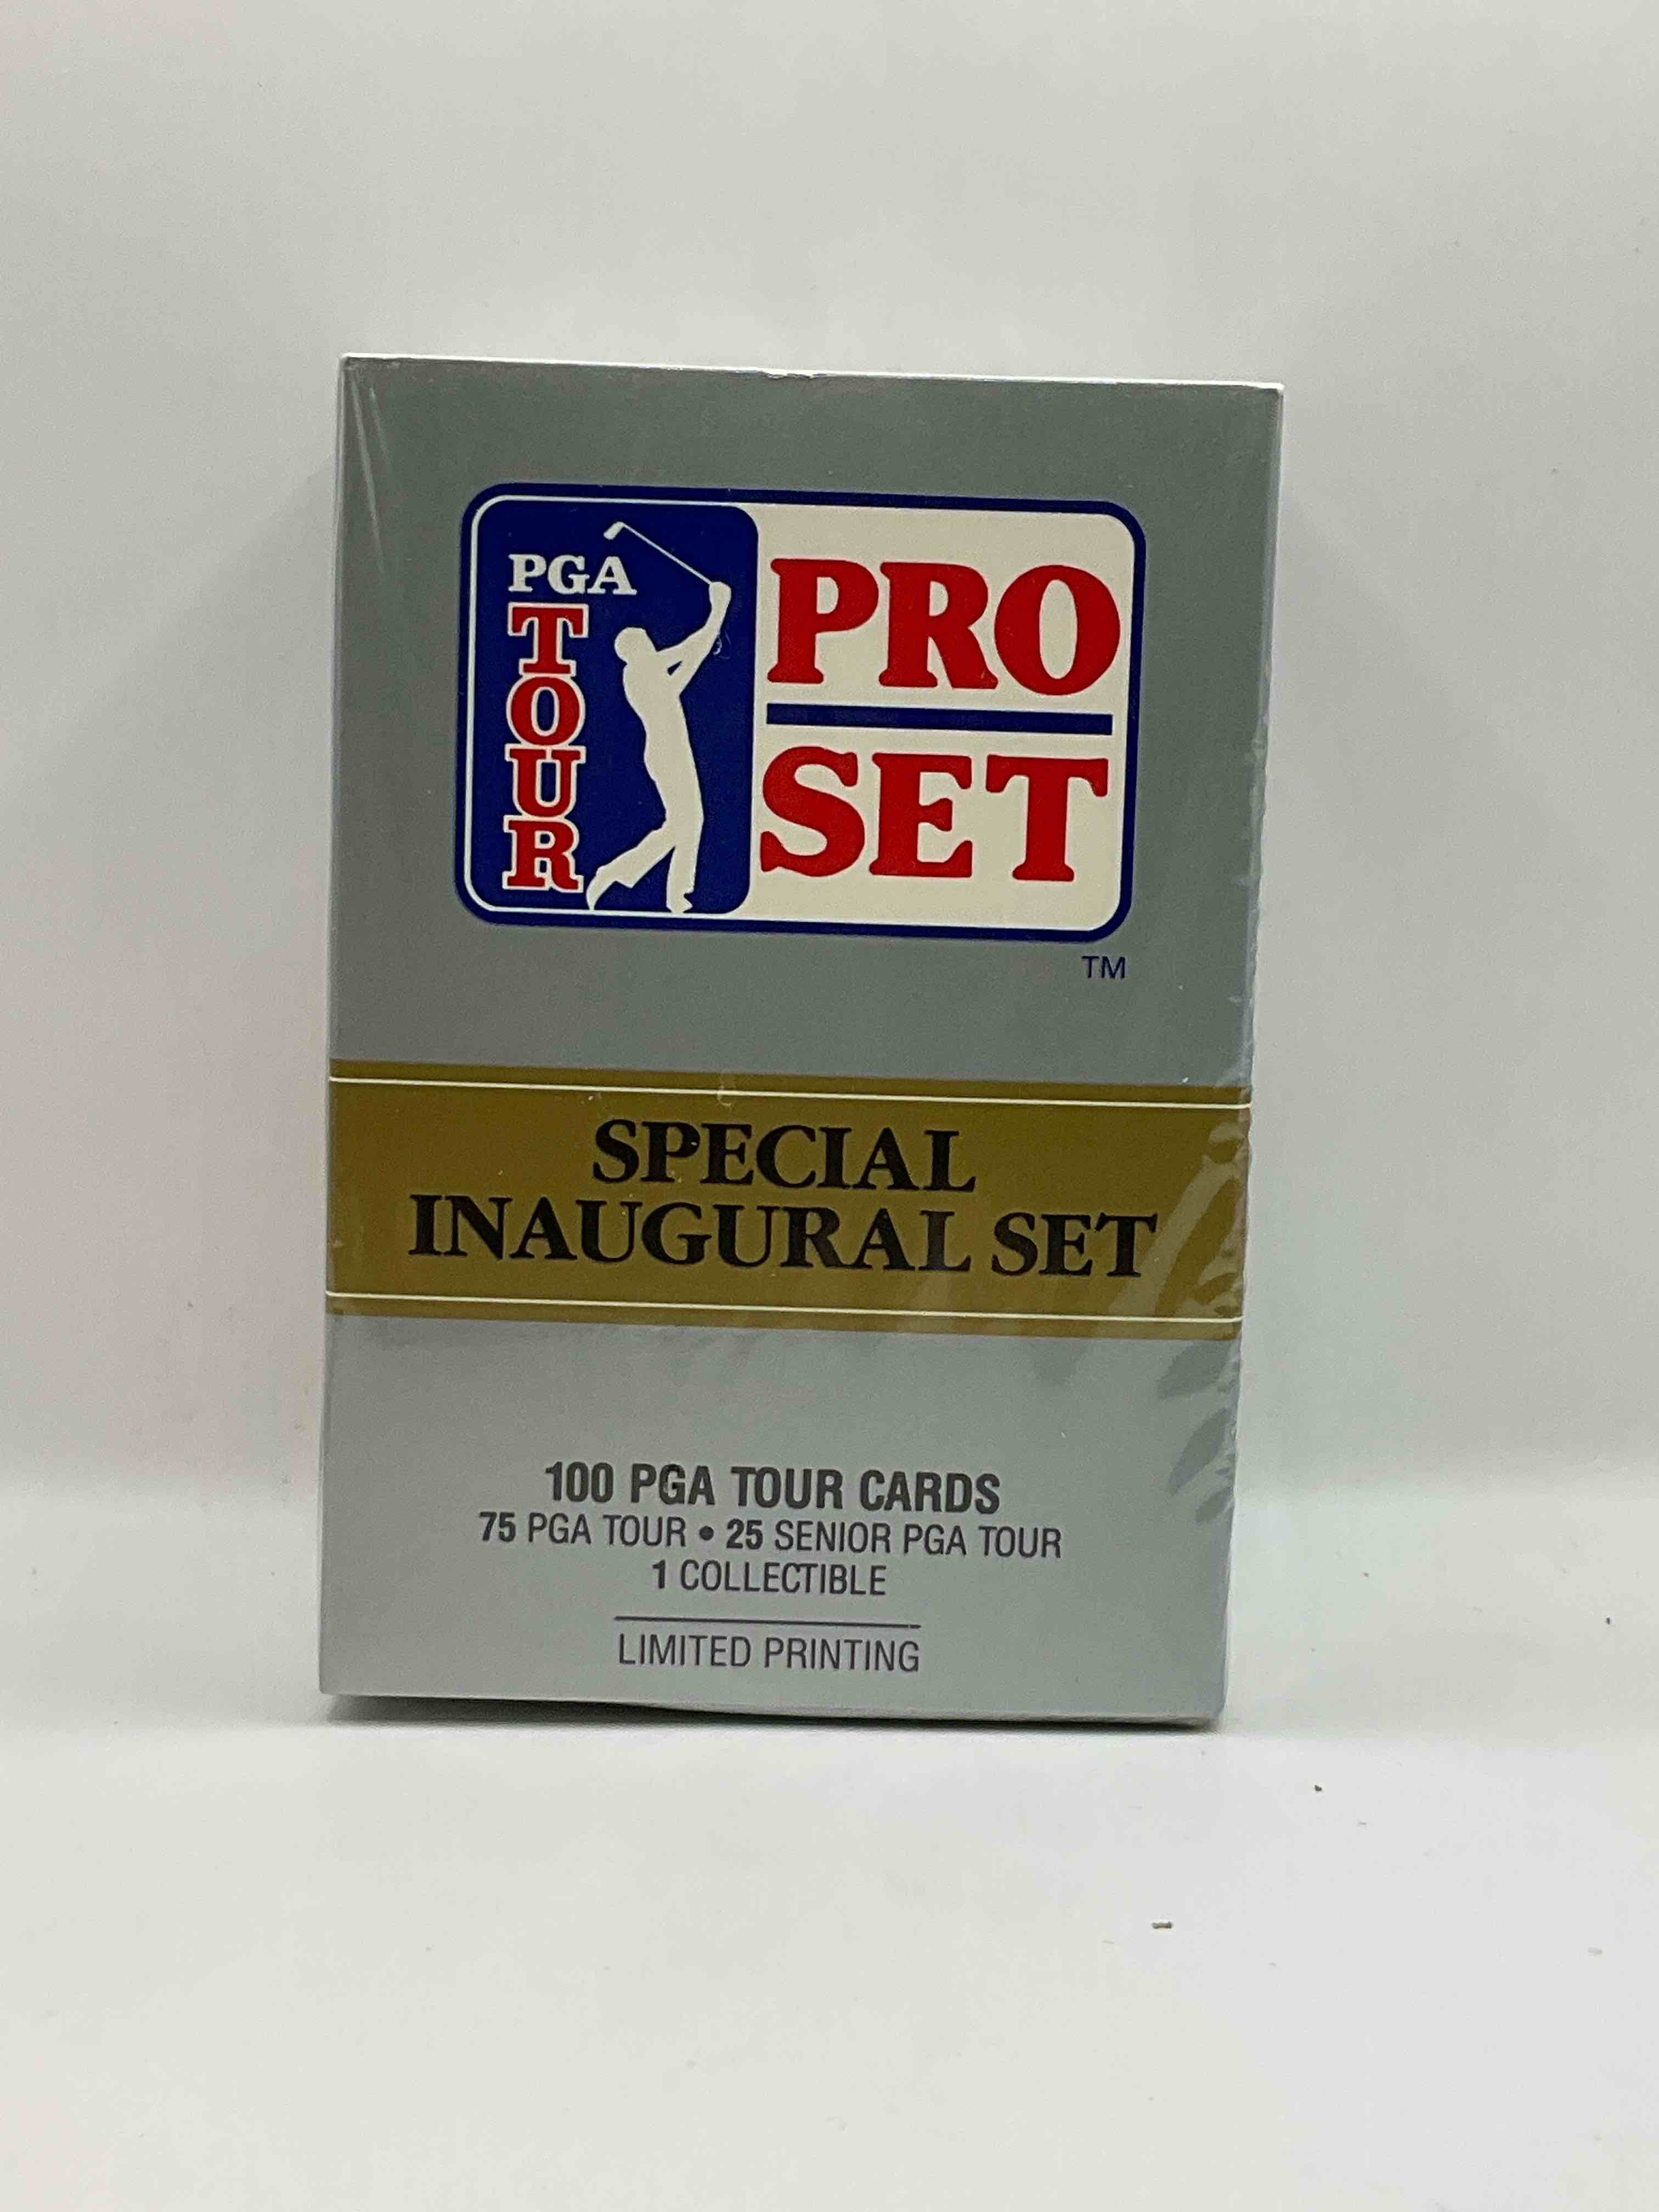 PGA
TOUR
PRO
SET
TM
SPECIAL
INAUGURAL SET
100 PGA TOUR CARDS
75 PGA TOUR • 25 SENIOR PGA TOUR
1 COLLECTIBLE
LIMITED PRINTING